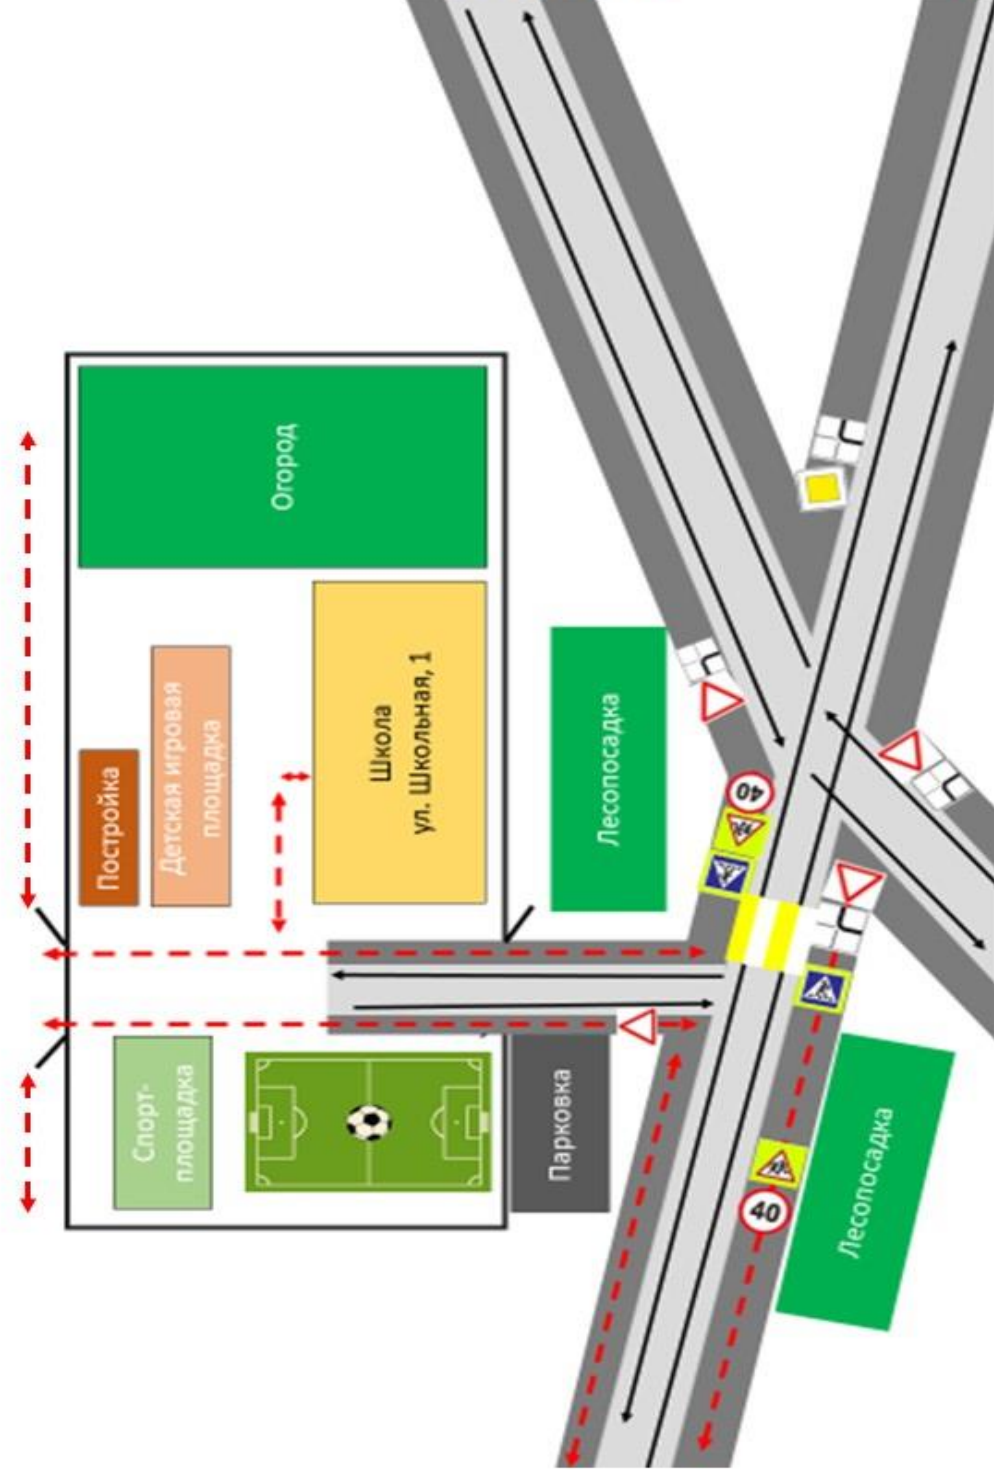 Огород
Постройка
Детская игровая
площадка
Школа
ул. Школьная, 1
Лесопосадка
40
Спорт-
площадка
Парковка
40
Лесопосадка